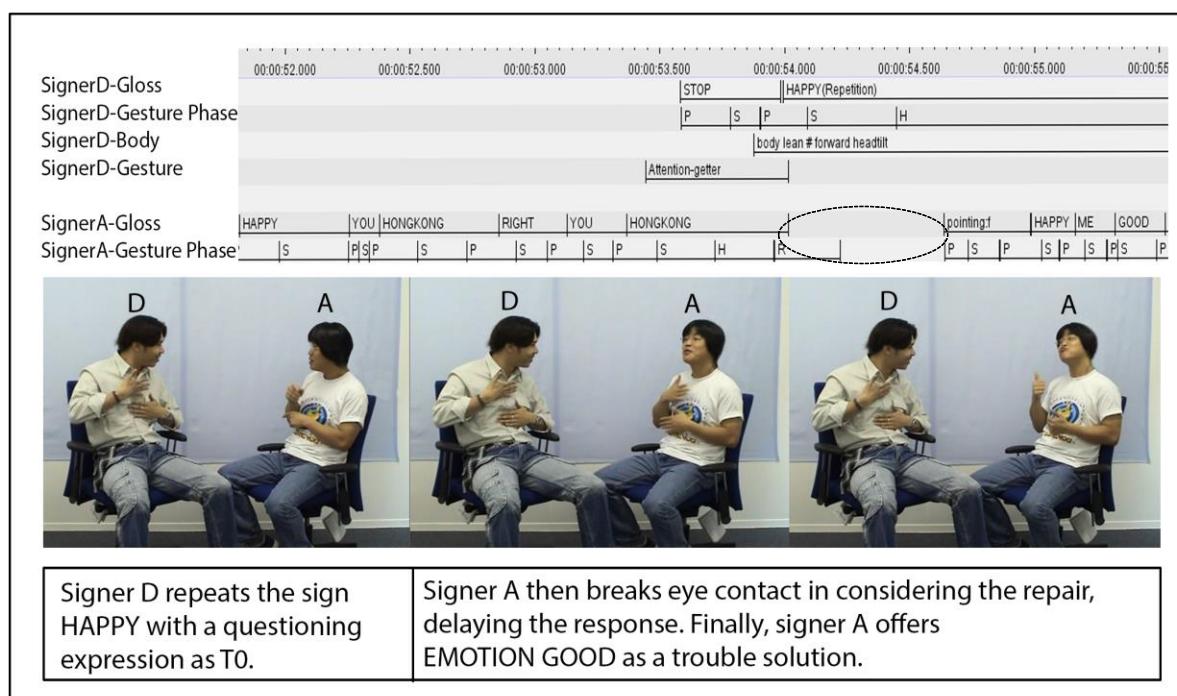 00:00:52.000 00:00:52.500 00:00:53.000 00:00:53.500 00:00:54.000 00:00:54.500 00:00:55.000 00:00:55
SignerD-Gloss STOP HAPPY(Repetition)
SignerD-Gesture Phase P S P S H
SignerD-Body body lean # forward headtilt
SignerD-Gesture Attention-getter
SignerA-Gloss HAPPY YOU HONGKONG RIGHT YOU HONGKONG pointing:f HAPPY ME GOOD
SignerA-Gesture Phase S P S P S P S P S P S H R P S P S P S P S P
D A D A D A
Signer D repeats the sign
HAPPY with a questioning
expression as T0.
Signer A then breaks eye contact in considering the repair,
delaying the response. Finally, signer A offers
EMOTION GOOD as a trouble solution.